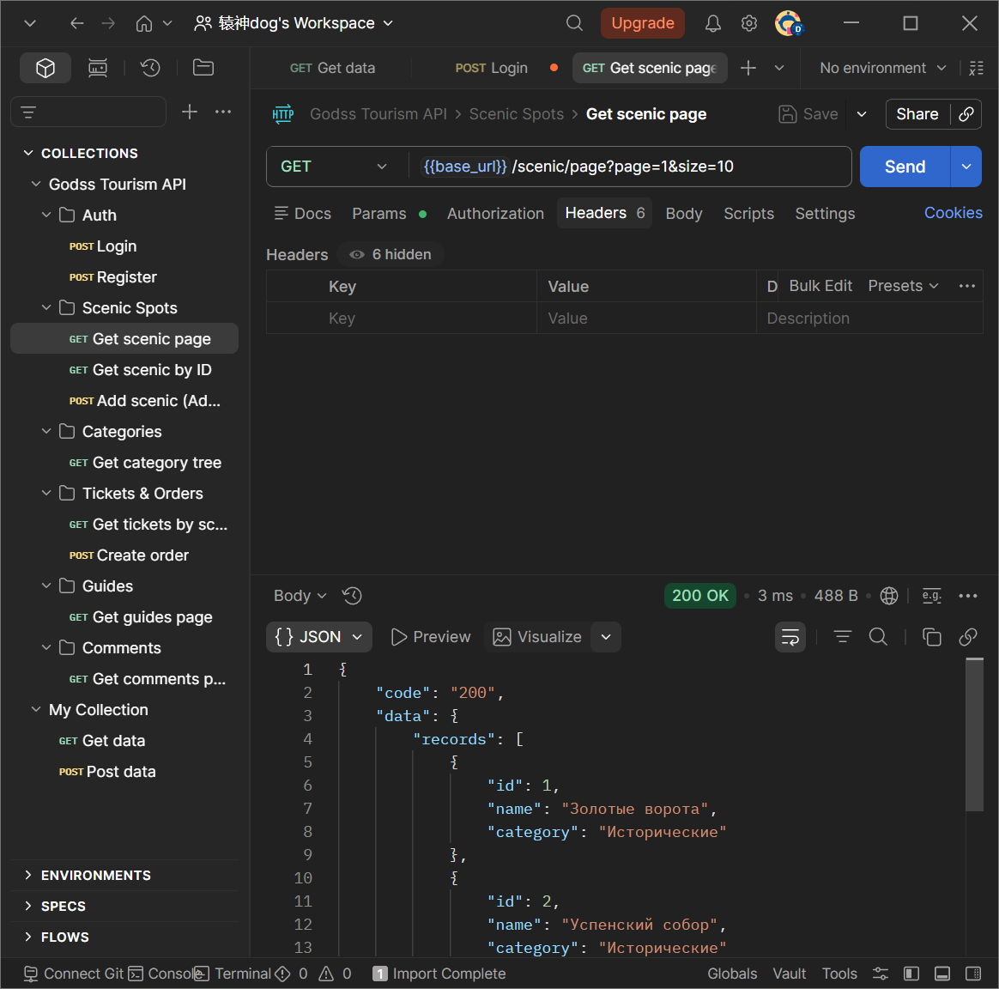 辕神dog's Workspace
Upgrade
GET Get data
POST Login
GET Get scenic page
No environment
Godss Tourism API > Scenic Spots > Get scenic page
Save
Share
GET
{{base_url}} /scenic/page?page=1&size=10
Send
Docs
Params
Authorization
Headers 6
Body
Scripts
Settings
Cookies
Headers
6 hidden
Key
Value
D
Bulk Edit
Presets
Key
Value
Description
COLLECTIONS
Godss Tourism API
Auth
POST Login
POST Register
Scenic Spots
GET Get scenic page
GET Get scenic by ID
POST Add scenic (Ad...
Categories
GET Get category tree
Tickets & Orders
GET Get tickets by sc...
POST Create order
Guides
GET Get guides page
Comments
GET Get comments p...
My Collection
GET Get data
POST Post data
ENVIRONMENTS
SPECS
FLOWS
Body
200 OK
3 ms
488 B
e.g.
{} JSON
Preview
Visualize
1 {
2 "code": "200",
3 "data": {
4 "records": [
5 {
6 "id": 1,
7 "name": "Золотые ворота",
8 "category": "Исторические"
9 },
10 {
11 "id": 2,
12 "name": "Успенский собор",
13 "category": "Исторические"
Connect Git
Console
Terminal
0
0
1 Import Complete
Globals
Vault
Tools